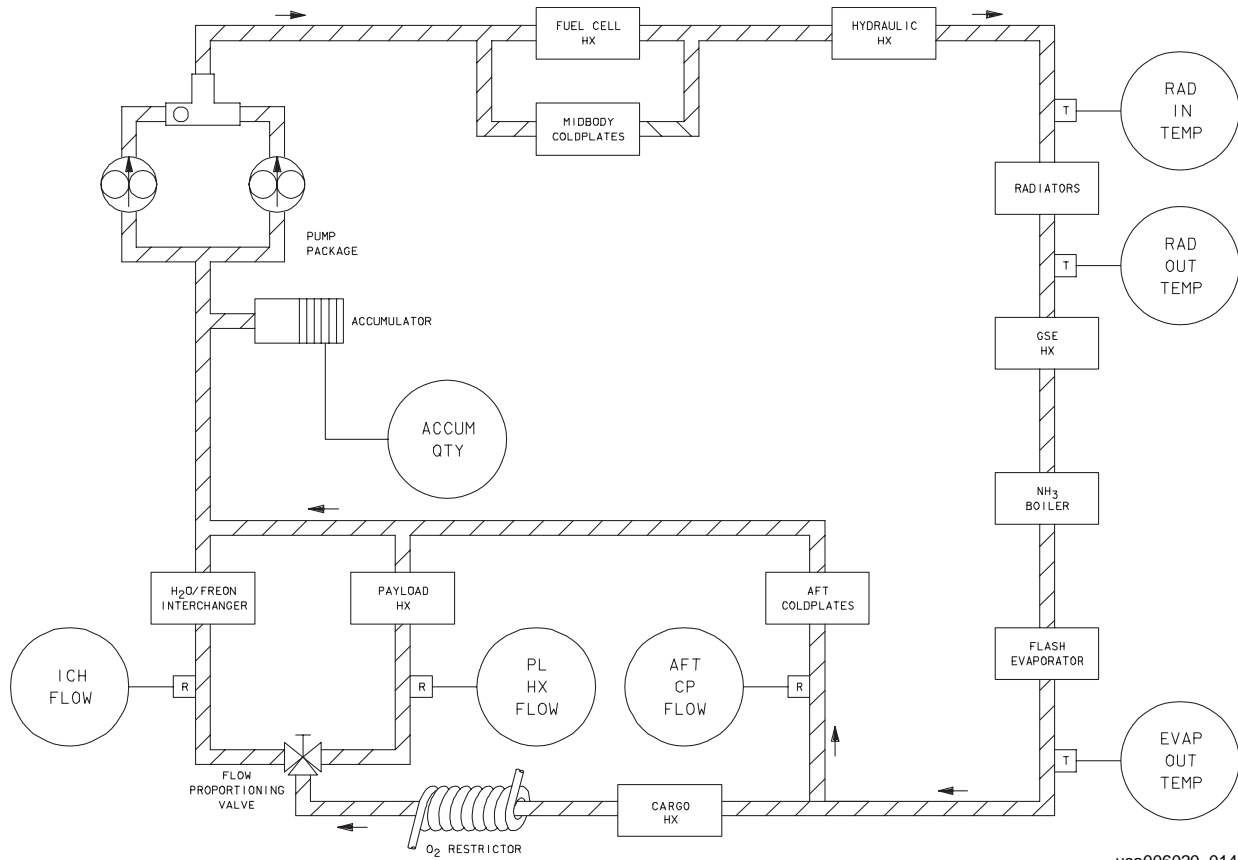 FUEL CELL
HX
HYDRAULIC
HX
MIDBODY
COLDPLATES
T
RAD
IN
TEMP
RADIATORS
PUMP
PACKAGE
T
RAD
OUT
TEMP
ACCUMULATOR
GSE
HX
ACCUM
QTY
NH3
BOILER
H2O/FREON
INTERCHANGER
PAYLOAD
HX
AFT
COLDPLATES
FLASH
EVAPORATOR
ICH
FLOW
R
R
PL
HX
FLOW
AFT
CP
FLOW
R
T
EVAP
OUT
TEMP
FLOW
PROPORTIONING
VALVE
CARGO
HX
O2 RESTRICTOR